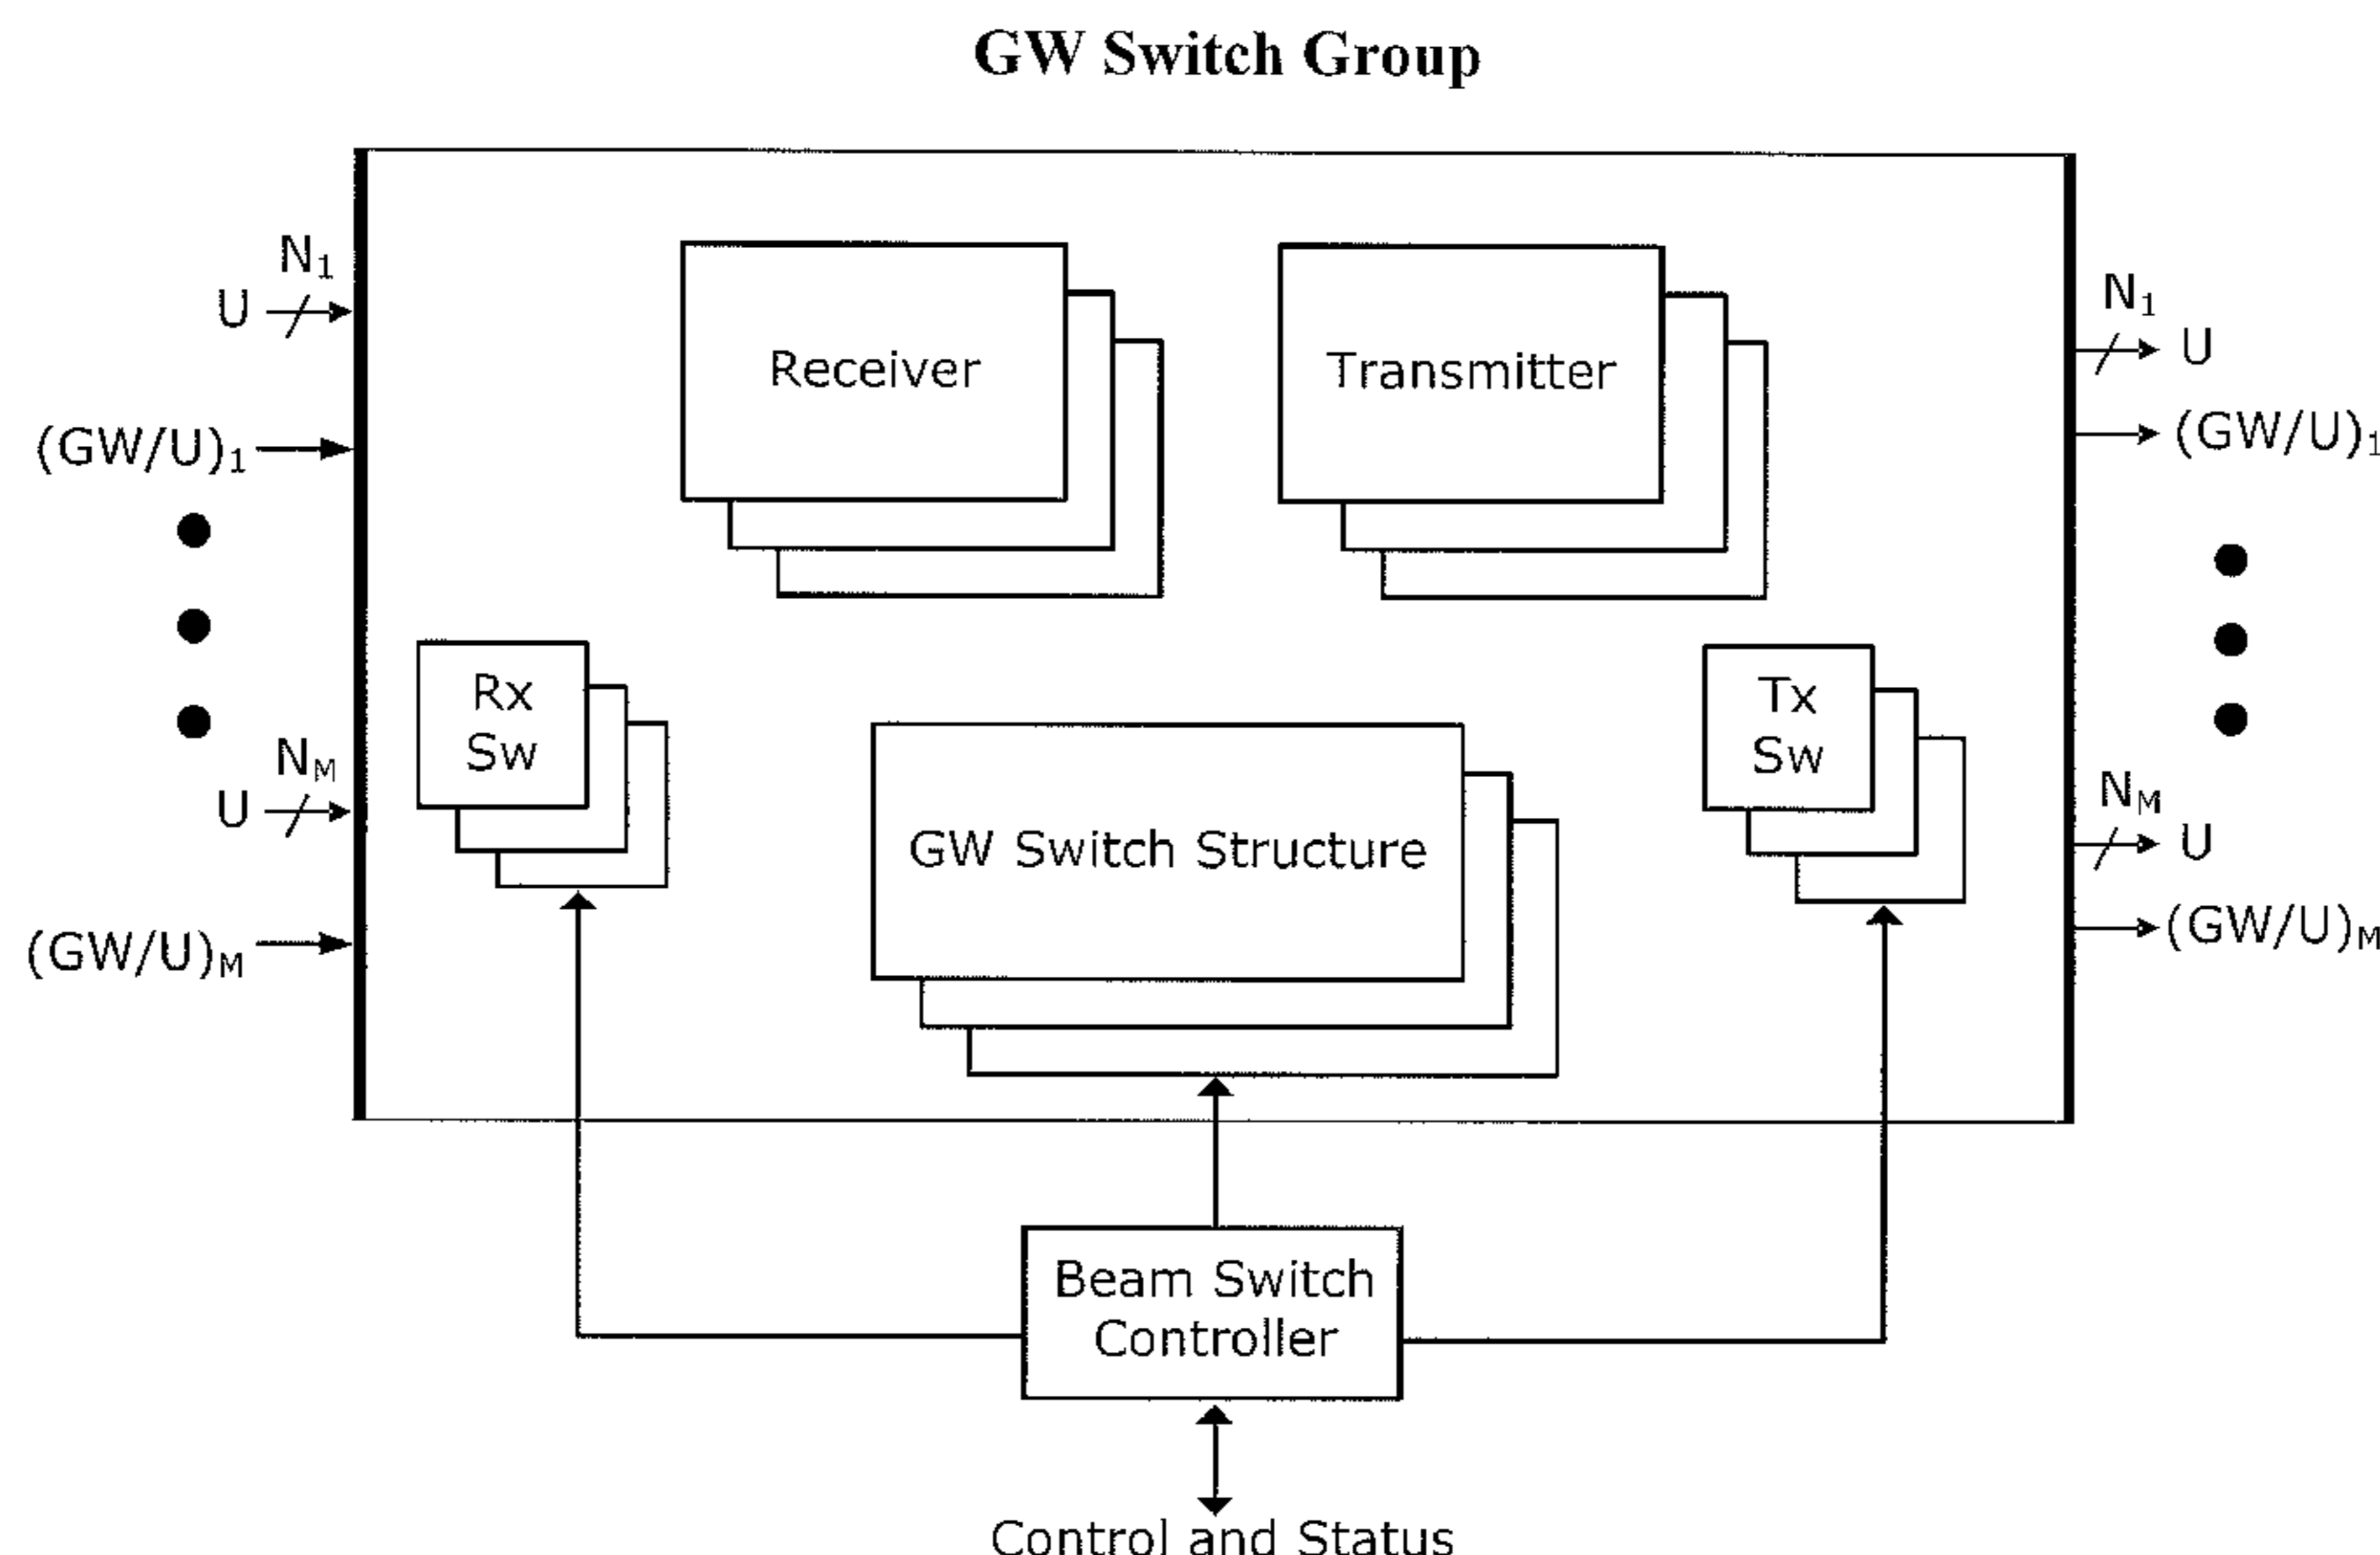 GW Switch Group
N1
U
(GW/U)1
NM
U
(GW/U)M
Receiver
Transmitter
Rx
Sw
GW Switch Structure
Tx
Sw
N1
U
(GW/U)1
NM
U
(GW/U)M
Beam Switch
Controller
Control and Status